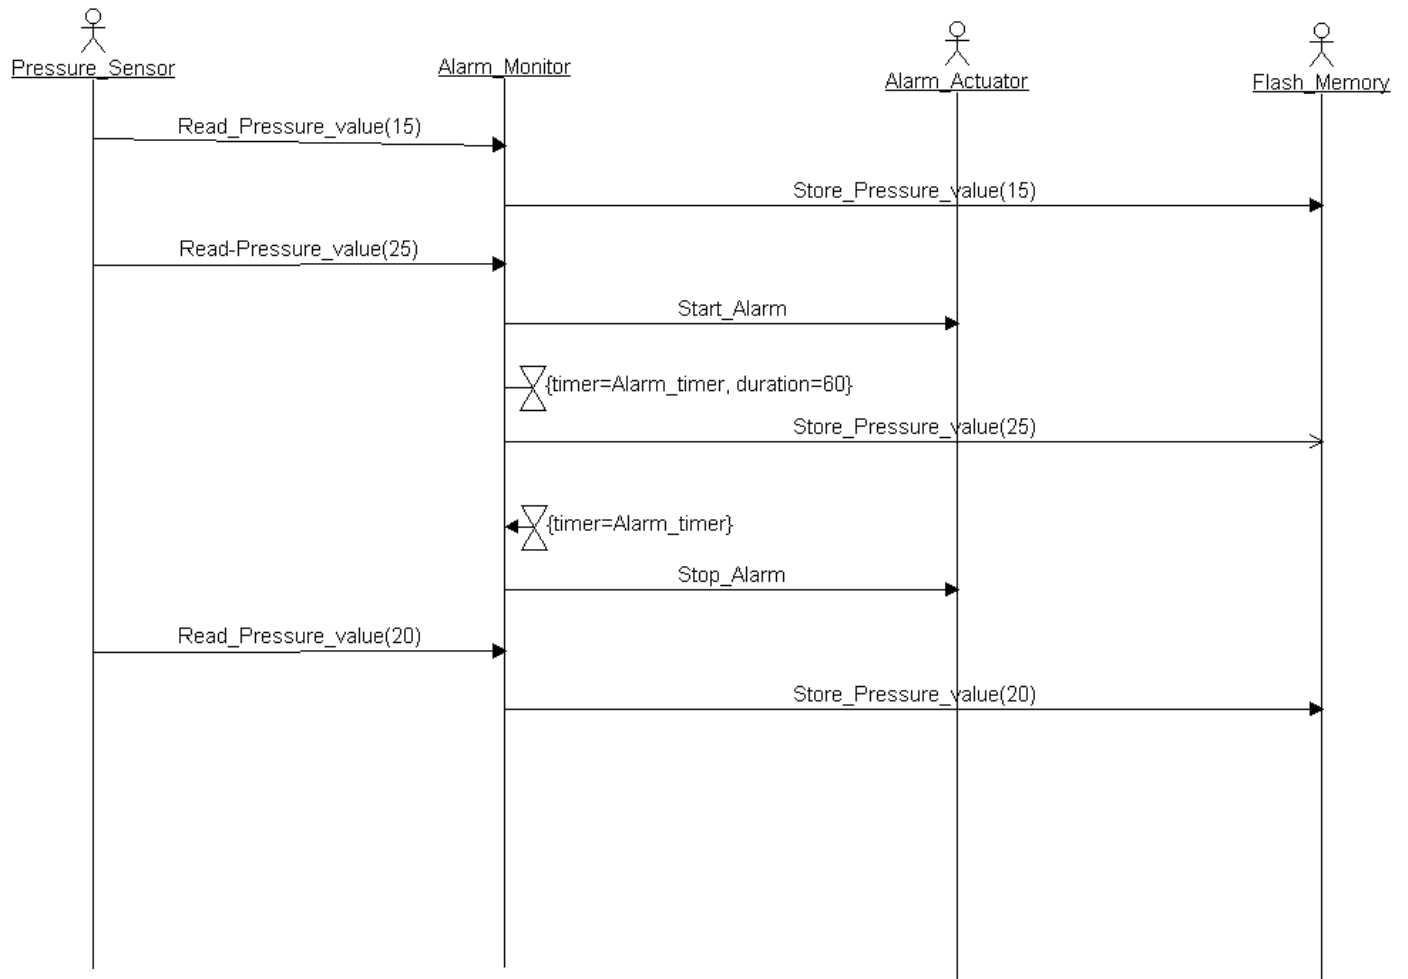 Pressure_Sensor
Alarm_Monitor
Alarm_Actuator
Flash_Memory
Read_Pressure_value(15)
Store_Pressure_value(15)
Read-Pressure_value(25)
Start_Alarm
{timer=Alarm_timer, duration=60}
Store_Pressure_value(25)
{timer=Alarm_timer}
Stop_Alarm
Read_Pressure_value(20)
Store_Pressure_value(20)